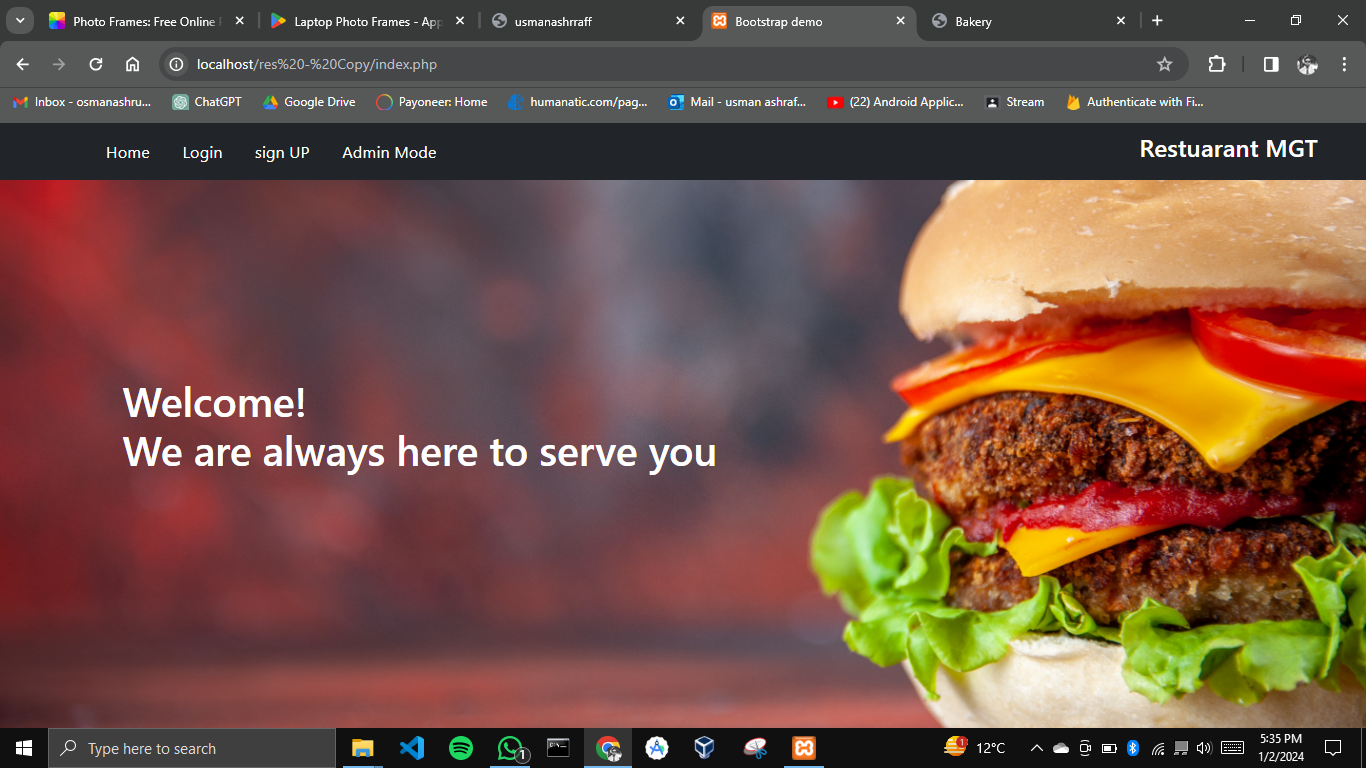 Photo Frames: Free Online
Laptop Photo Frames - App
usmanashrraff
Bootstrap demo
Bakery
localhost/res%20-%20Copy/index.php
Inbox - osmanashru...
ChatGPT
Google Drive
Payoneer: Home
humanatic.com/pag...
Mail - usman ashraf...
(22) Android Applic...
Stream
Authenticate with Fi...
Home
Login
sign UP
Admin Mode
Restuarant MGT
Welcome!
We are always here to serve you
Type here to search
1
1
12°C
5:35 PM
1/2/2024